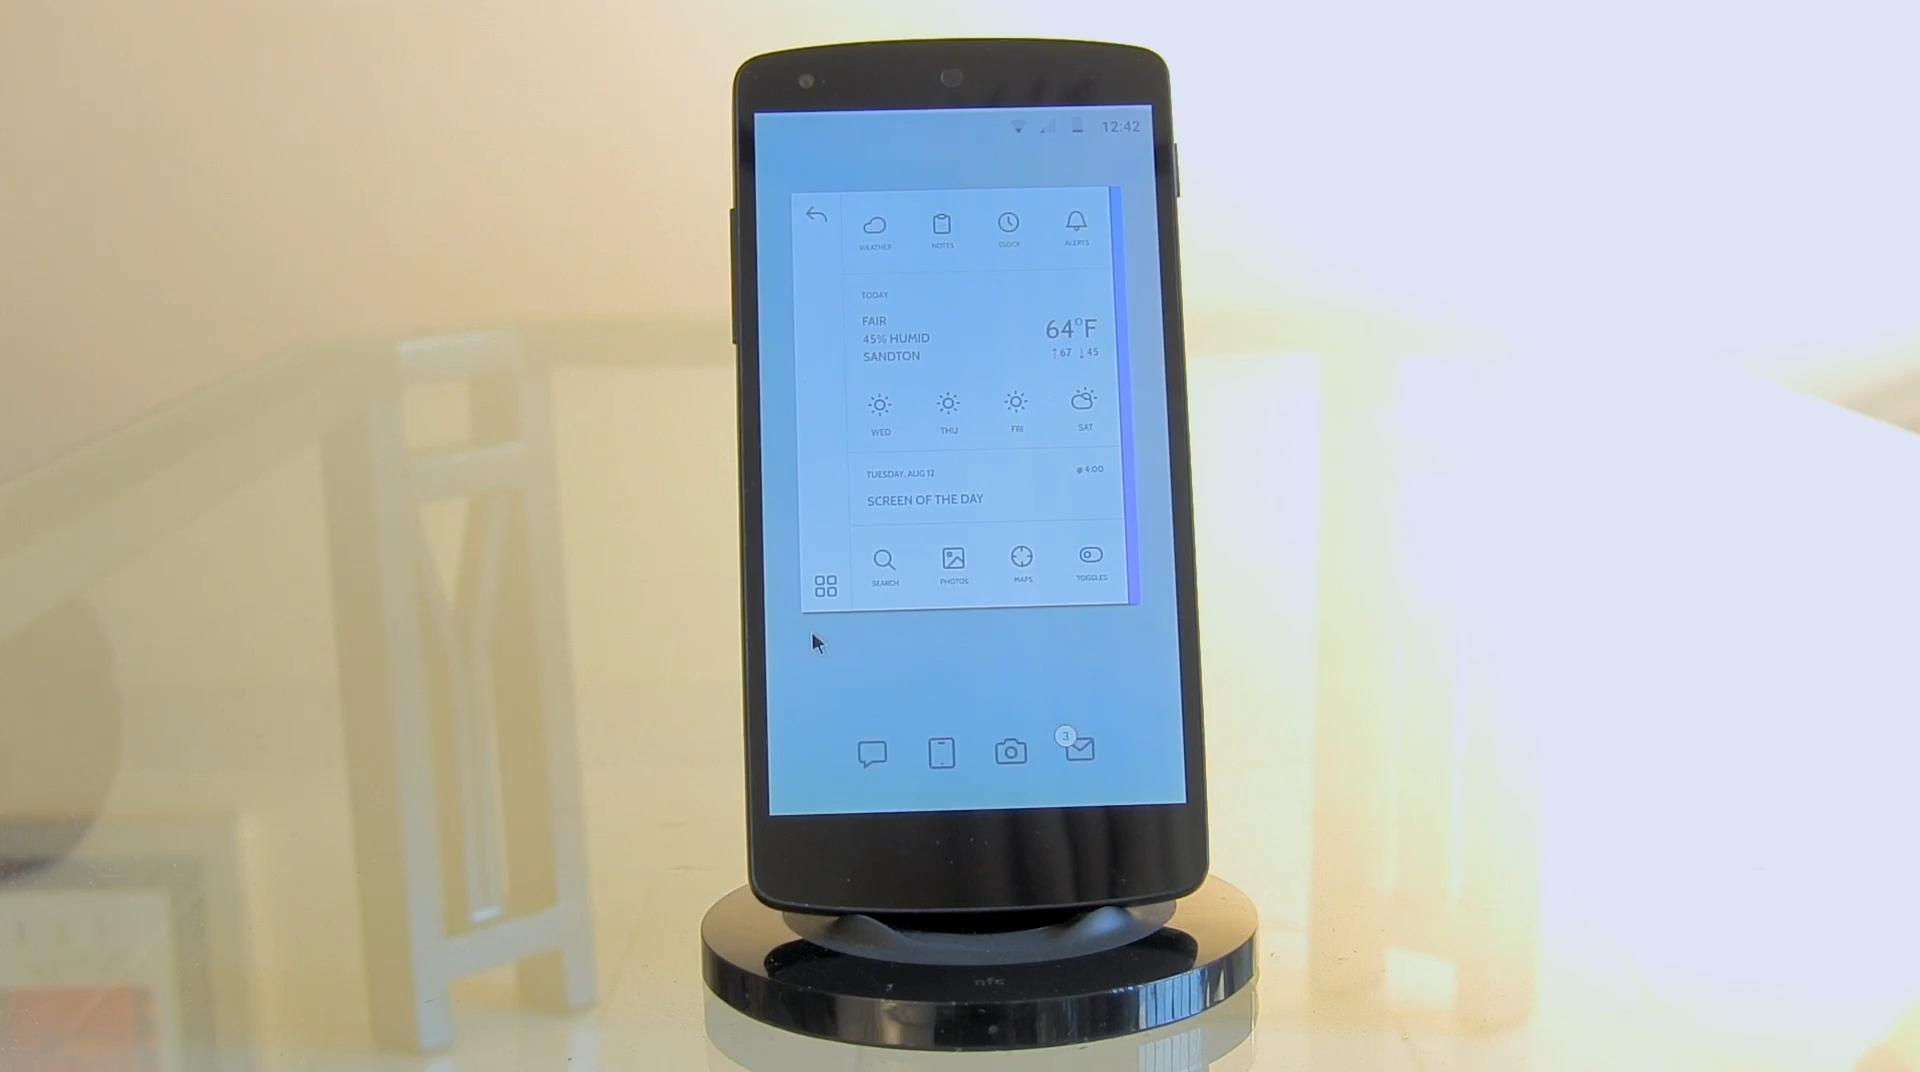 12:42
WEATHER NOTES CLOCK ALERTS
TODAY
FAIR
45% HUMID
SANDTON
64°F
↑67 ↓45
WED THU FRI SAT
TUESDAY, AUG 12
4:00
SCREEN OF THE DAY
SEARCH PHOTOS MAPS TOGGLES
3
nfc